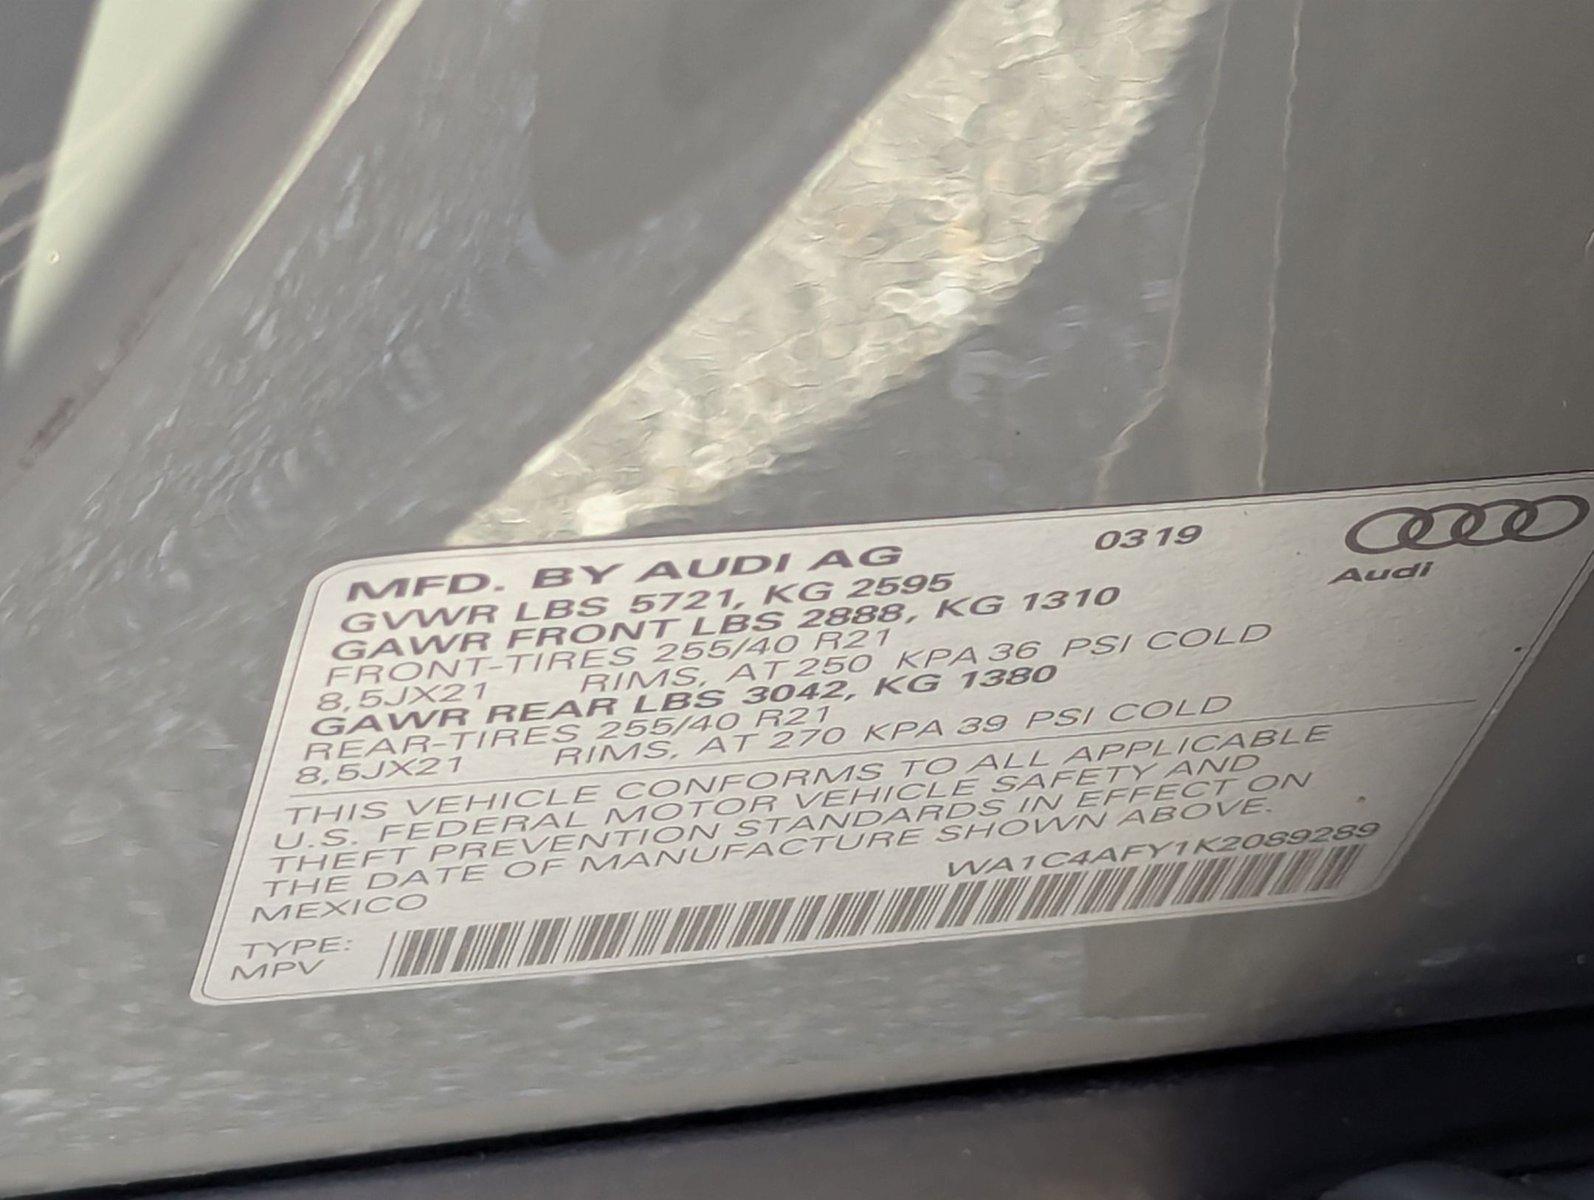 MFD. BY AUDI AG 0319
Audi
GVWR LBS 5721, KG 2595
GAWR FRONT LBS 2888, KG 1310
FRONT-TIRES 255/40 R21
8,5JX21 RIMS, AT 250 KPA 36 PSI COLD
GAWR REAR LBS 3042, KG 1380
REAR-TIRES 255/40 R21
8,5JX21 RIMS, AT 270 KPA 39 PSI COLD
THIS VEHICLE CONFORMS TO ALL APPLICABLE
U.S. FEDERAL MOTOR VEHICLE SAFETY AND
THEFT PREVENTION STANDARDS IN EFFECT ON
THE DATE OF MANUFACTURE SHOWN ABOVE.
MEXICO WA1C4AFY1K2089289
TYPE:
MPV